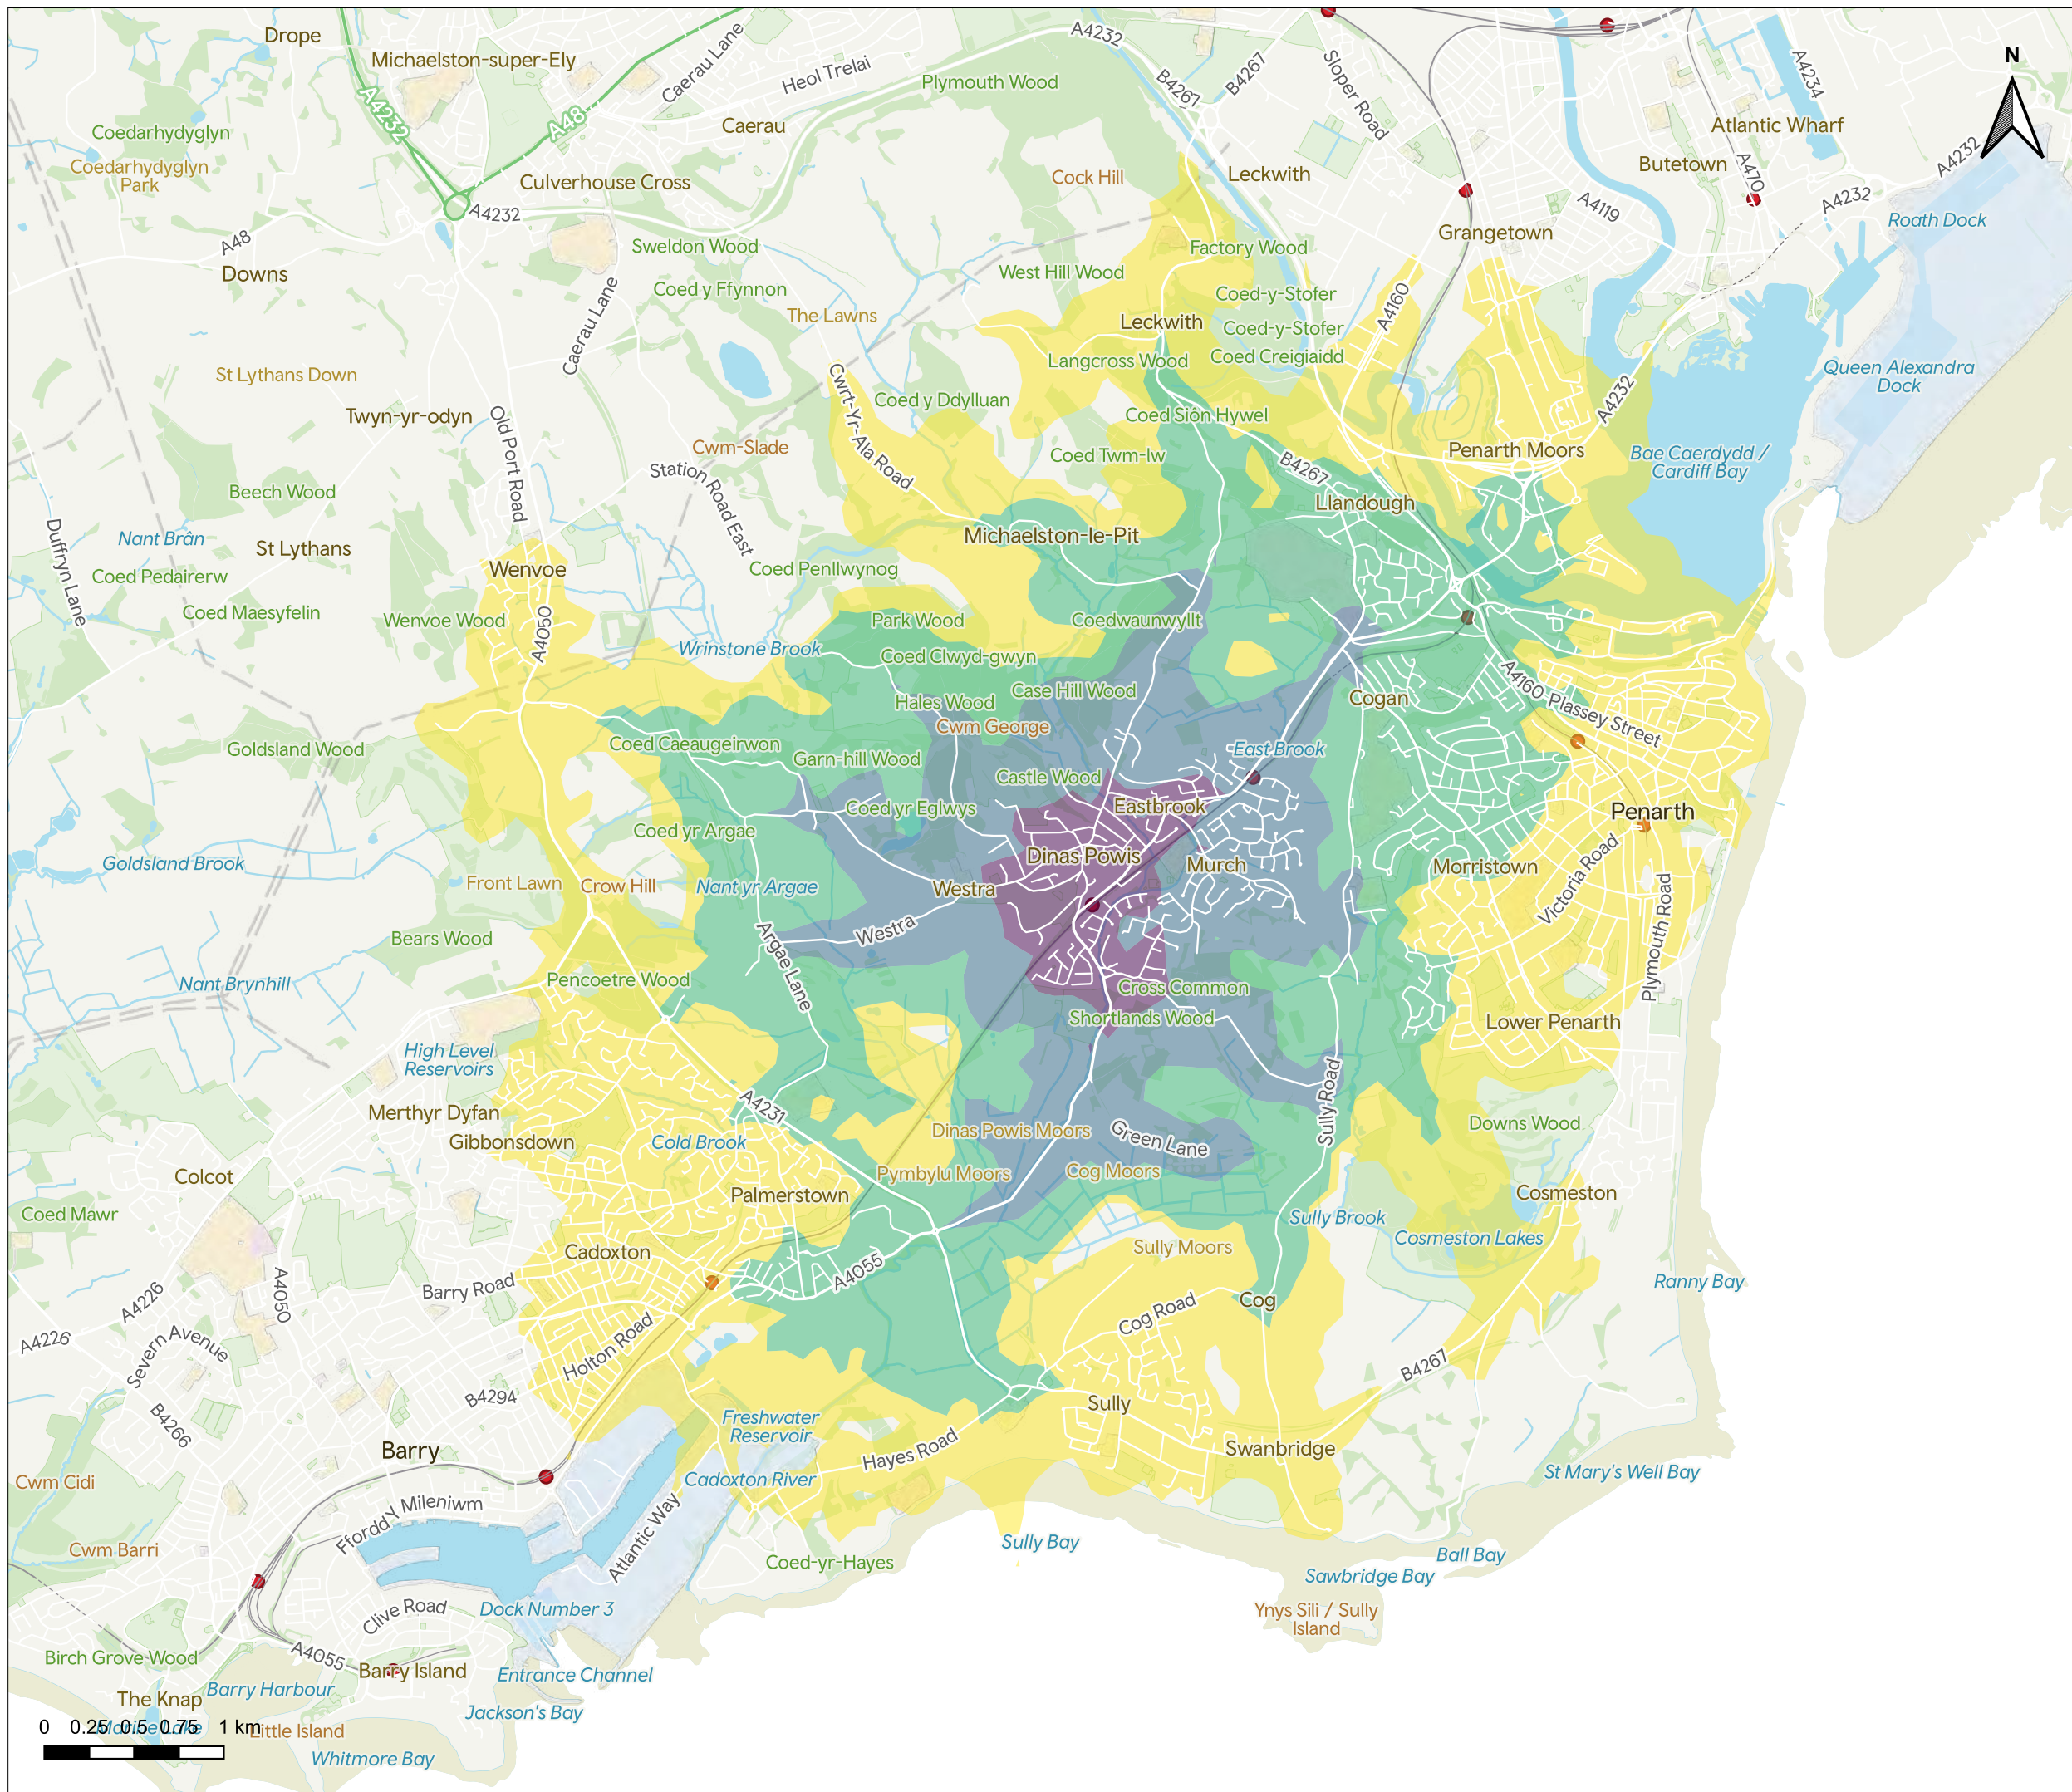 Drope
Michaelston-super-Ely
A4232
Caerau Lane
Heol Trelai
A4232
Plymouth Wood
B4267
B4267
Sloper Road
A4234
N
Coedarhydyglyn
Coedarhydyglyn
Park
A4232
A48
Caerau
Atlantic Wharf
Butetown
A470
A4232
Culverhouse Cross
Cock Hill
Leckwith
A4119
A4232
Roath Dock
A48
Downs
Sweldon Wood
Factory Wood
Grangetown
West Hill Wood
Coed y Ffynnon
Coed-y-Stofer
A4160
Caerau Lane
The Lawns
Leckwith
Coed-y-Stofer
Langcross Wood
Coed Creigiaidd
Queen Alexandra
Dock
St Lythans Down
Twyn-yr-odyn
Old Port Road
Cwrt-Yr-Ala Road
Coed y Ddylluan
Coed Siôn Hywel
A4232
Cwm-Slade
Station Road East
Coed Twm-lw
B4267
Penarth Moors
Bae Caerdydd /
Cardiff Bay
Beech Wood
Llandough
Duffryn Lane
Nant Brân
St Lythans
Michaelston-le-Pit
Coed Pedairerw
Wenvoe
Coed Penllwynog
Coed Maesyfelin
Wenvoe Wood
A4050
Park Wood
Coedwaunwyllt
Wrinstone Brook
Coed Clwyd-gwyn
Case Hill Wood
Hales Wood
Cogan
A4160
Plassey Street
Cwm George
Goldsland Wood
Coed Caeaugeirwon
Garn-hill Wood
Castle Wood
East Brook
Coed yr Eglwys
Eastbrook
Penarth
Coed yr Argae
Goldsland Brook
Dinas Powis
Murch
Morristown
Victoria Road
Front Lawn
Crow Hill
Nant yr Argae
Westra
Plymouth Road
Westra
Bears Wood
Argae Lane
Nant Brynhill
Pencoetre Wood
Cross Common
Shortlands Wood
Lower Penarth
High Level
Reservoirs
Sully Road
Merthyr Dyfan
Gibbonsdown
A4231
Cold Brook
Dinas Powis Moors
Green Lane
Downs Wood
Colcot
Pymbylu Moors
Cog Moors
Palmerstown
Cosmeston
Coed Mawr
Sully Brook
Cosmeston Lakes
Cadoxton
Sully Moors
A4055
Ranny Bay
Barry Road
A4226
A4050
Cog
Cog Road
A4226
Severn Avenue
Holton Road
B4267
B4294
Sully
B4266
Freshwater
Reservoir
Hayes Road
Barry
Swanbridge
Cwm Cidi
Cadoxton River
St Mary's Well Bay
Ffordd Y Mileniwm
Atlantic Way
Cwm Barri
Coed-yr-Hayes
Sully Bay
Ball Bay
Sawbridge Bay
Clive Road
Dock Number 3
Ynys Sili / Sully
Island
Birch Grove Wood
A4055
Barry Island
Entrance Channel
The Knap
Barry Harbour
Jackson's Bay
0 0.25 0.5 0.75 1 km
Marine Lake
Little Island
Whitmore Bay